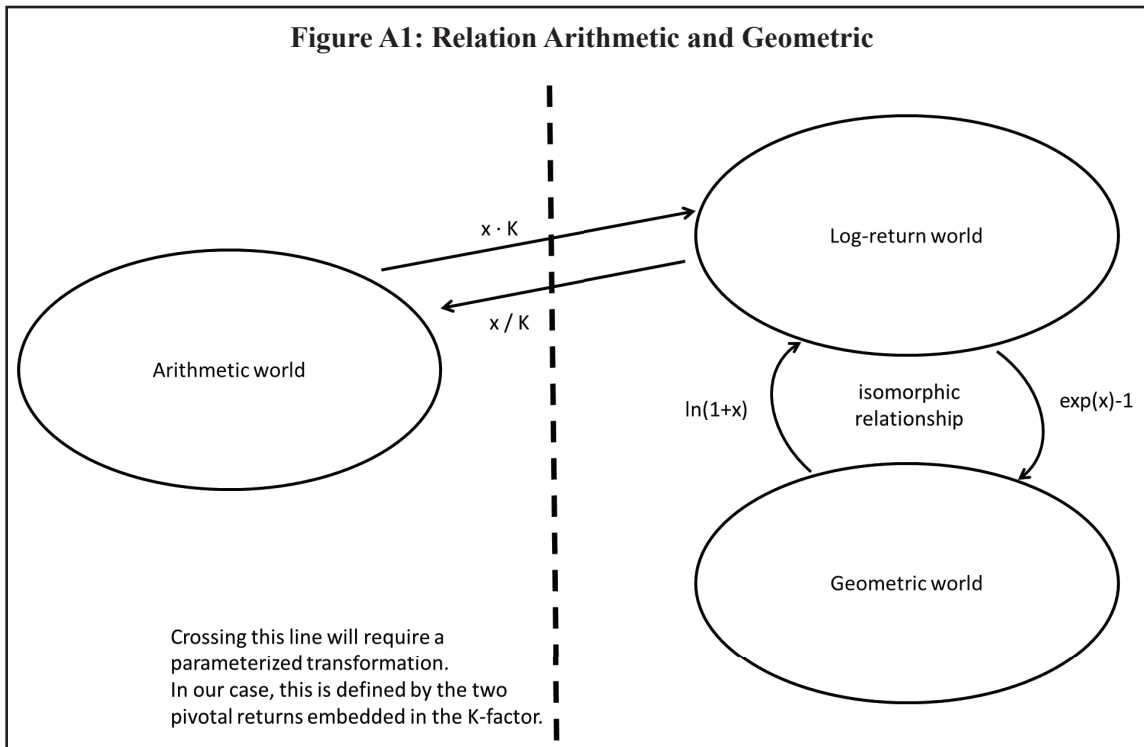 Figure A1: Relation Arithmetic and Geometric
x · K
x / K
Arithmetic world
Log-return world
ln(1+x)
isomorphic
relationship
exp(x)-1
Geometric world
Crossing this line will require a
parameterized transformation.
In our case, this is defined by the two
pivotal returns embedded in the K-factor.